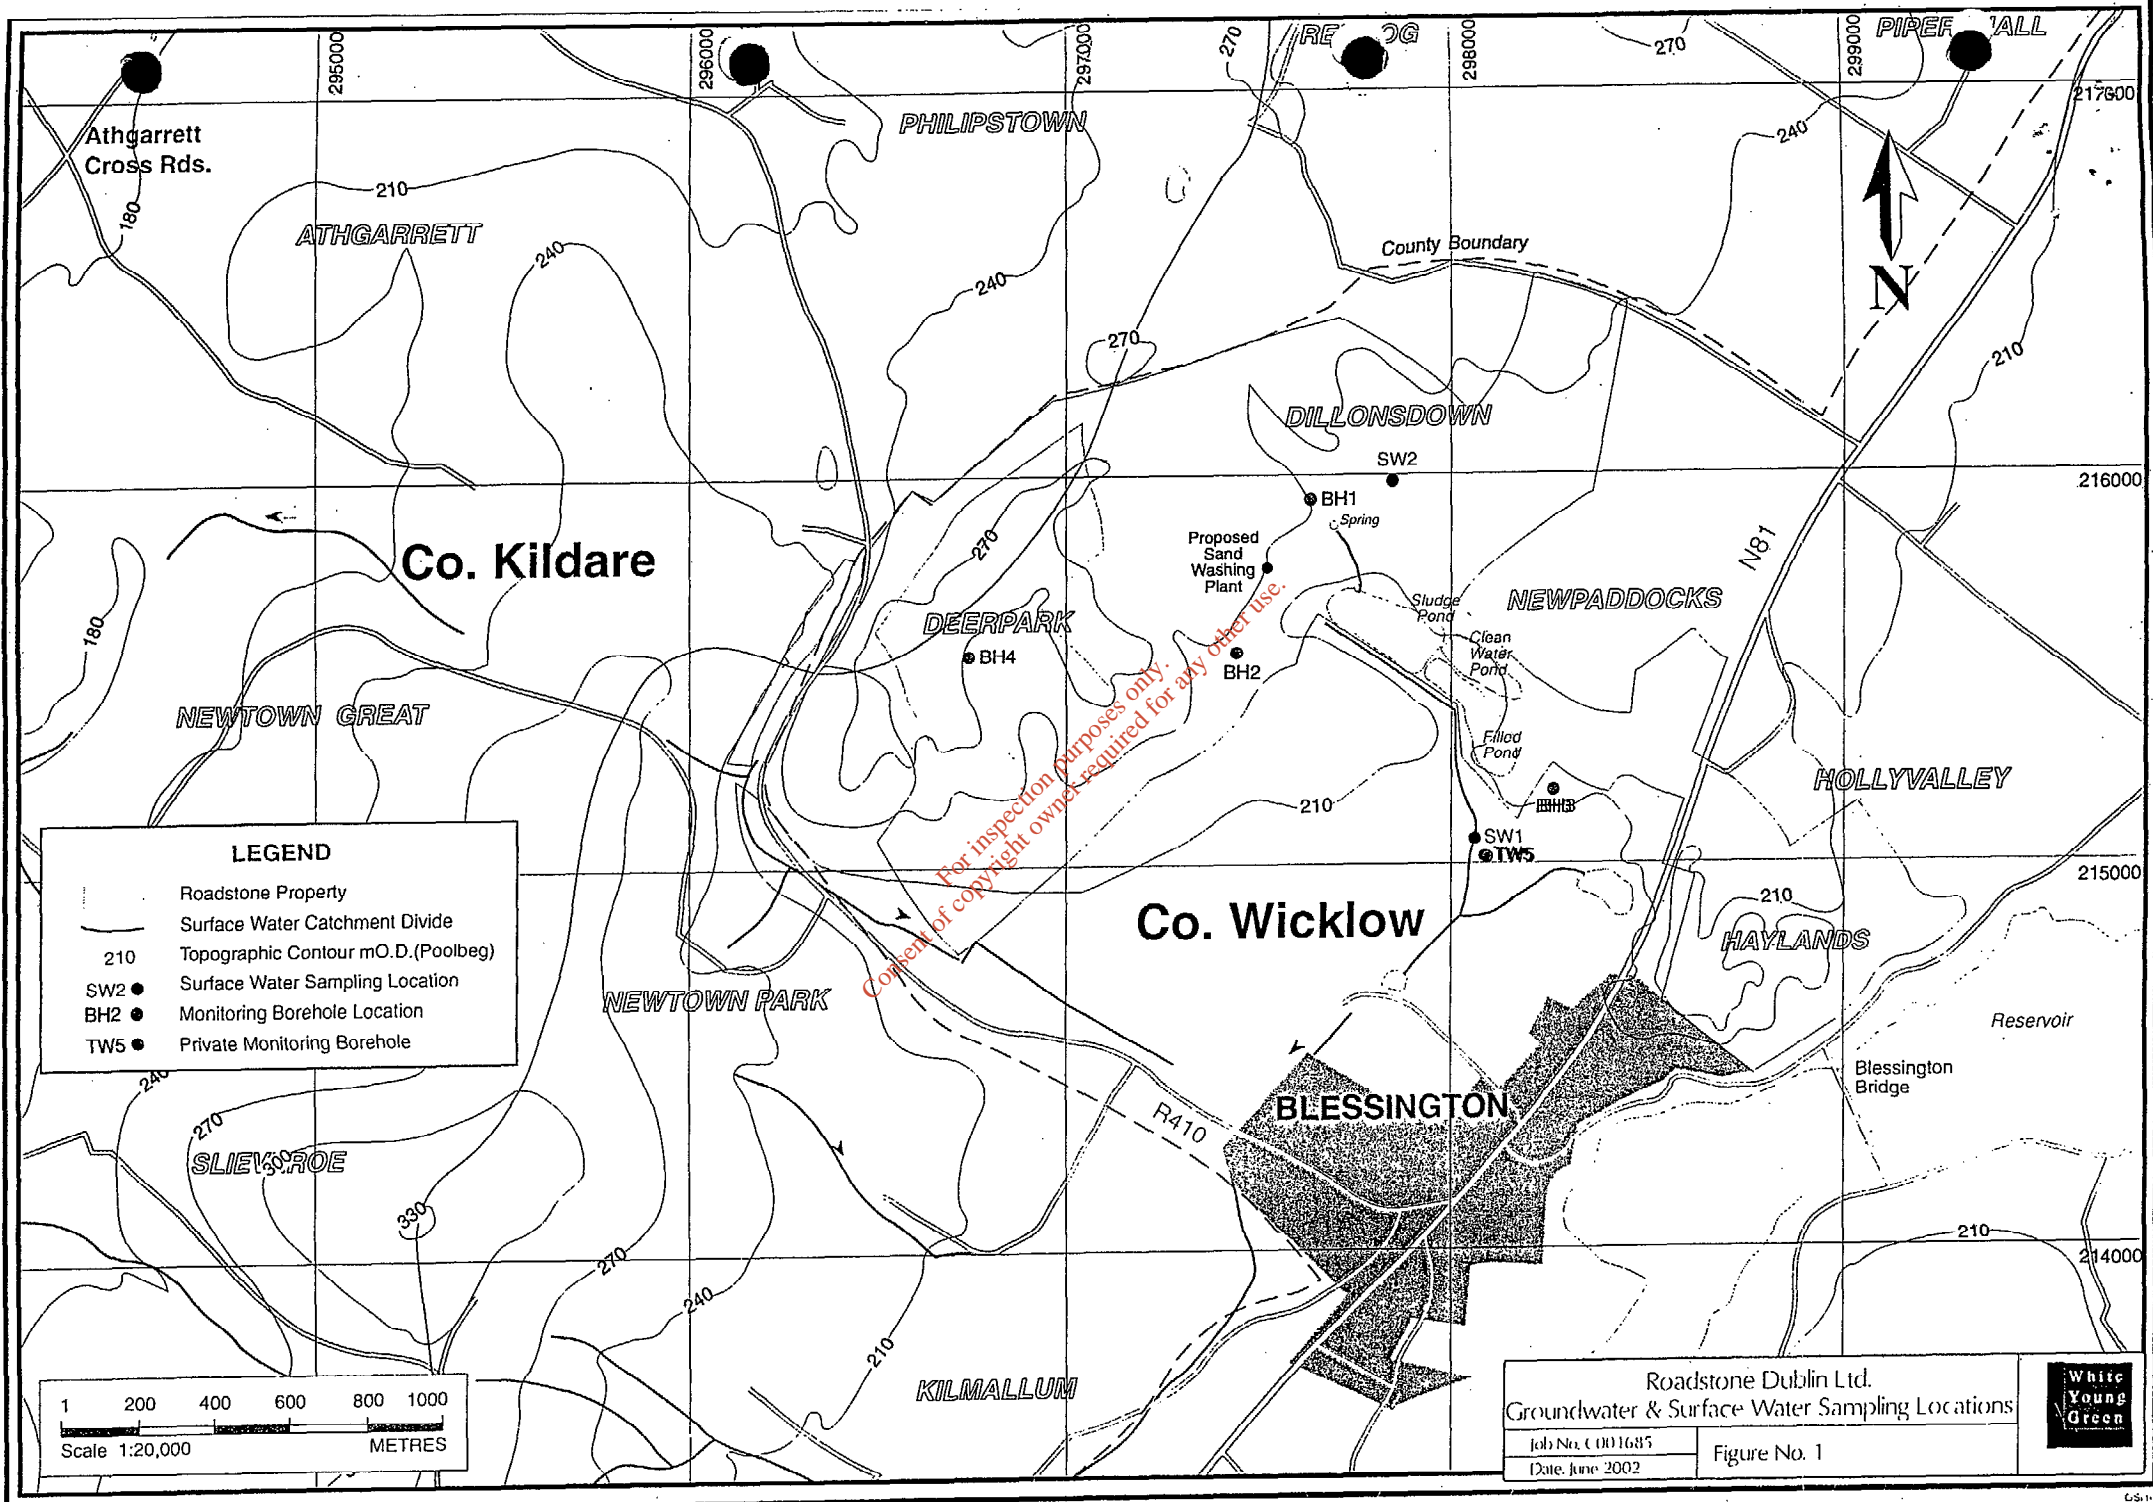 295000
296000
297000
298000
299000
270
270
PHILIPSTOWN
217000
240
Athgarrett
Cross Rds.
180
210
ATHGARRETT
240
240
County Boundary
N
270
210
DILLONSDOWN
SW2
216000
BH1
Spring
Co. Kildare
270
Proposed
Sand
Washing
Plant
N81
180
DEERPARK
BH4
BH2
Sludge
Pond
NEWPADDOCKS
Clean
Water
Pond
NEWTOWN GREAT
Filled
Pond
HOLLYVALLEY
210
BH3
SW1
TW5
215000
For inspection purposes only.
Consent of copyright owner required for any other use.
Co. Wicklow
210
HAYLANDS
NEWTOWN PARK
Reservoir
Blessington
Bridge
LEGEND
Roadstone Property
Surface Water Catchment Divide
210 Topographic Contour mO.D.(Poolbeg)
SW2 Surface Water Sampling Location
BH2 Monitoring Borehole Location
TW5 Private Monitoring Borehole
240
270
300
330
BLESSINGTON
R410
270
240
210
210
214000
KILMALLUM
1 200 400 600 800 1000
Scale 1:20,000 METRES
Roadstone Dublin Ltd.
Groundwater & Surface Water Sampling Locations
Job No. C001685
Date. June 2002
Figure No. 1
White
Young
Green